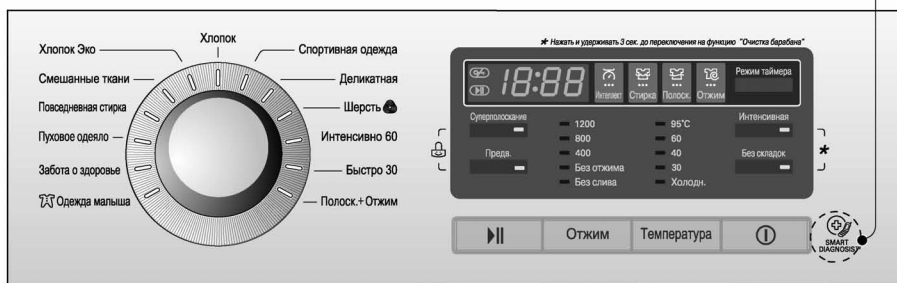 Хлопок
Хлопок Эко
Спортивная одежда
Смешанные ткани
Деликатная
Повседневная стирка
Шерсть
Пуховое одеяло
Интенсивно 60
Забота о здоровье
Быстро 30
Одежда малыша
Полоск.+Отжим
* Нажать и удерживать 3 сек. до переключения на функцию "Очистка барабана"
18:88
Интеллект
Стирка
Полоск.
Отжим
Режим таймера
Суперполоскание
Предв.
1200
800
400
Без отжима
Без слива
95°C
60
40
30
Холодн.
Интенсивная
Без складок
*
Отжим
Температура
SMART
DIAGNOSIS™